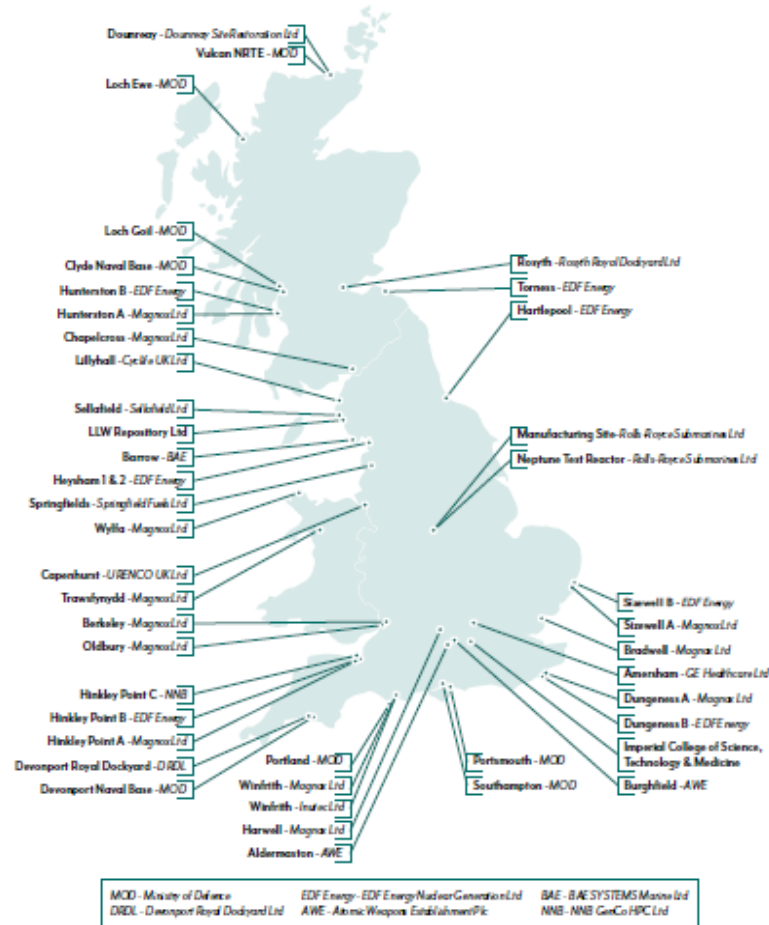 Dounreay - Dounreay Site Restoration Ltd
Vulcan NRTE - MOD
Loch Ewe - MOD
Loch Goil - MOD
Clyde Naval Base - MOD
Hunterston B - EDF Energy
Hunterston A - Magnox Ltd
Chapelcross - Magnox Ltd
Lillyhall - Cyclife UK Ltd
Sellafield - Sellafield Ltd
LLW Repository Ltd
Barrow - BAE
Heysham 1 & 2 - EDF Energy
Springfields - Springfield Fuels Ltd
Wylfa - Magnox Ltd
Capenhurst - URENCO UK Ltd
Trawsfynydd - Magnox Ltd
Berkeley - Magnox Ltd
Oldbury - Magnox Ltd
Hinkley Point C - NNB
Hinkley Point B - EDF Energy
Hinkley Point A - Magnox Ltd
Devonport Royal Dockyard - DRDL
Devonport Naval Base - MOD
Portland - MOD
Winfrith - Magnox Ltd
Winfrith - Inutec Ltd
Harwell - Magnox Ltd
Aldermaston - AWE
Rosyth - Rosyth Royal Dockyard Ltd
Torness - EDF Energy
Hartlepool - EDF Energy
Manufacturing Site - Rolls-Royce Submarines Ltd
Neptune Test Reactor - Rolls-Royce Submarines Ltd
Sizewell B - EDF Energy
Sizewell A - Magnox Ltd
Bradwell - Magnox Ltd
Amersham - GE Healthcare Ltd
Dungeness A - Magnox Ltd
Dungeness B - EDF Energy
Imperial College of Science,
Technology & Medicine
Burghfield - AWE
Portsmouth - MOD
Southampton - MOD
MOD - Ministry of Defence EDF Energy - EDF Energy Nuclear Generation Ltd BAE - BAE SYSTEMS Marine Ltd
DRDL - Devonport Royal Dockyard Ltd AWE - Atomic Weapons Establishment Plc NNB - NNB GenCo HPC Ltd